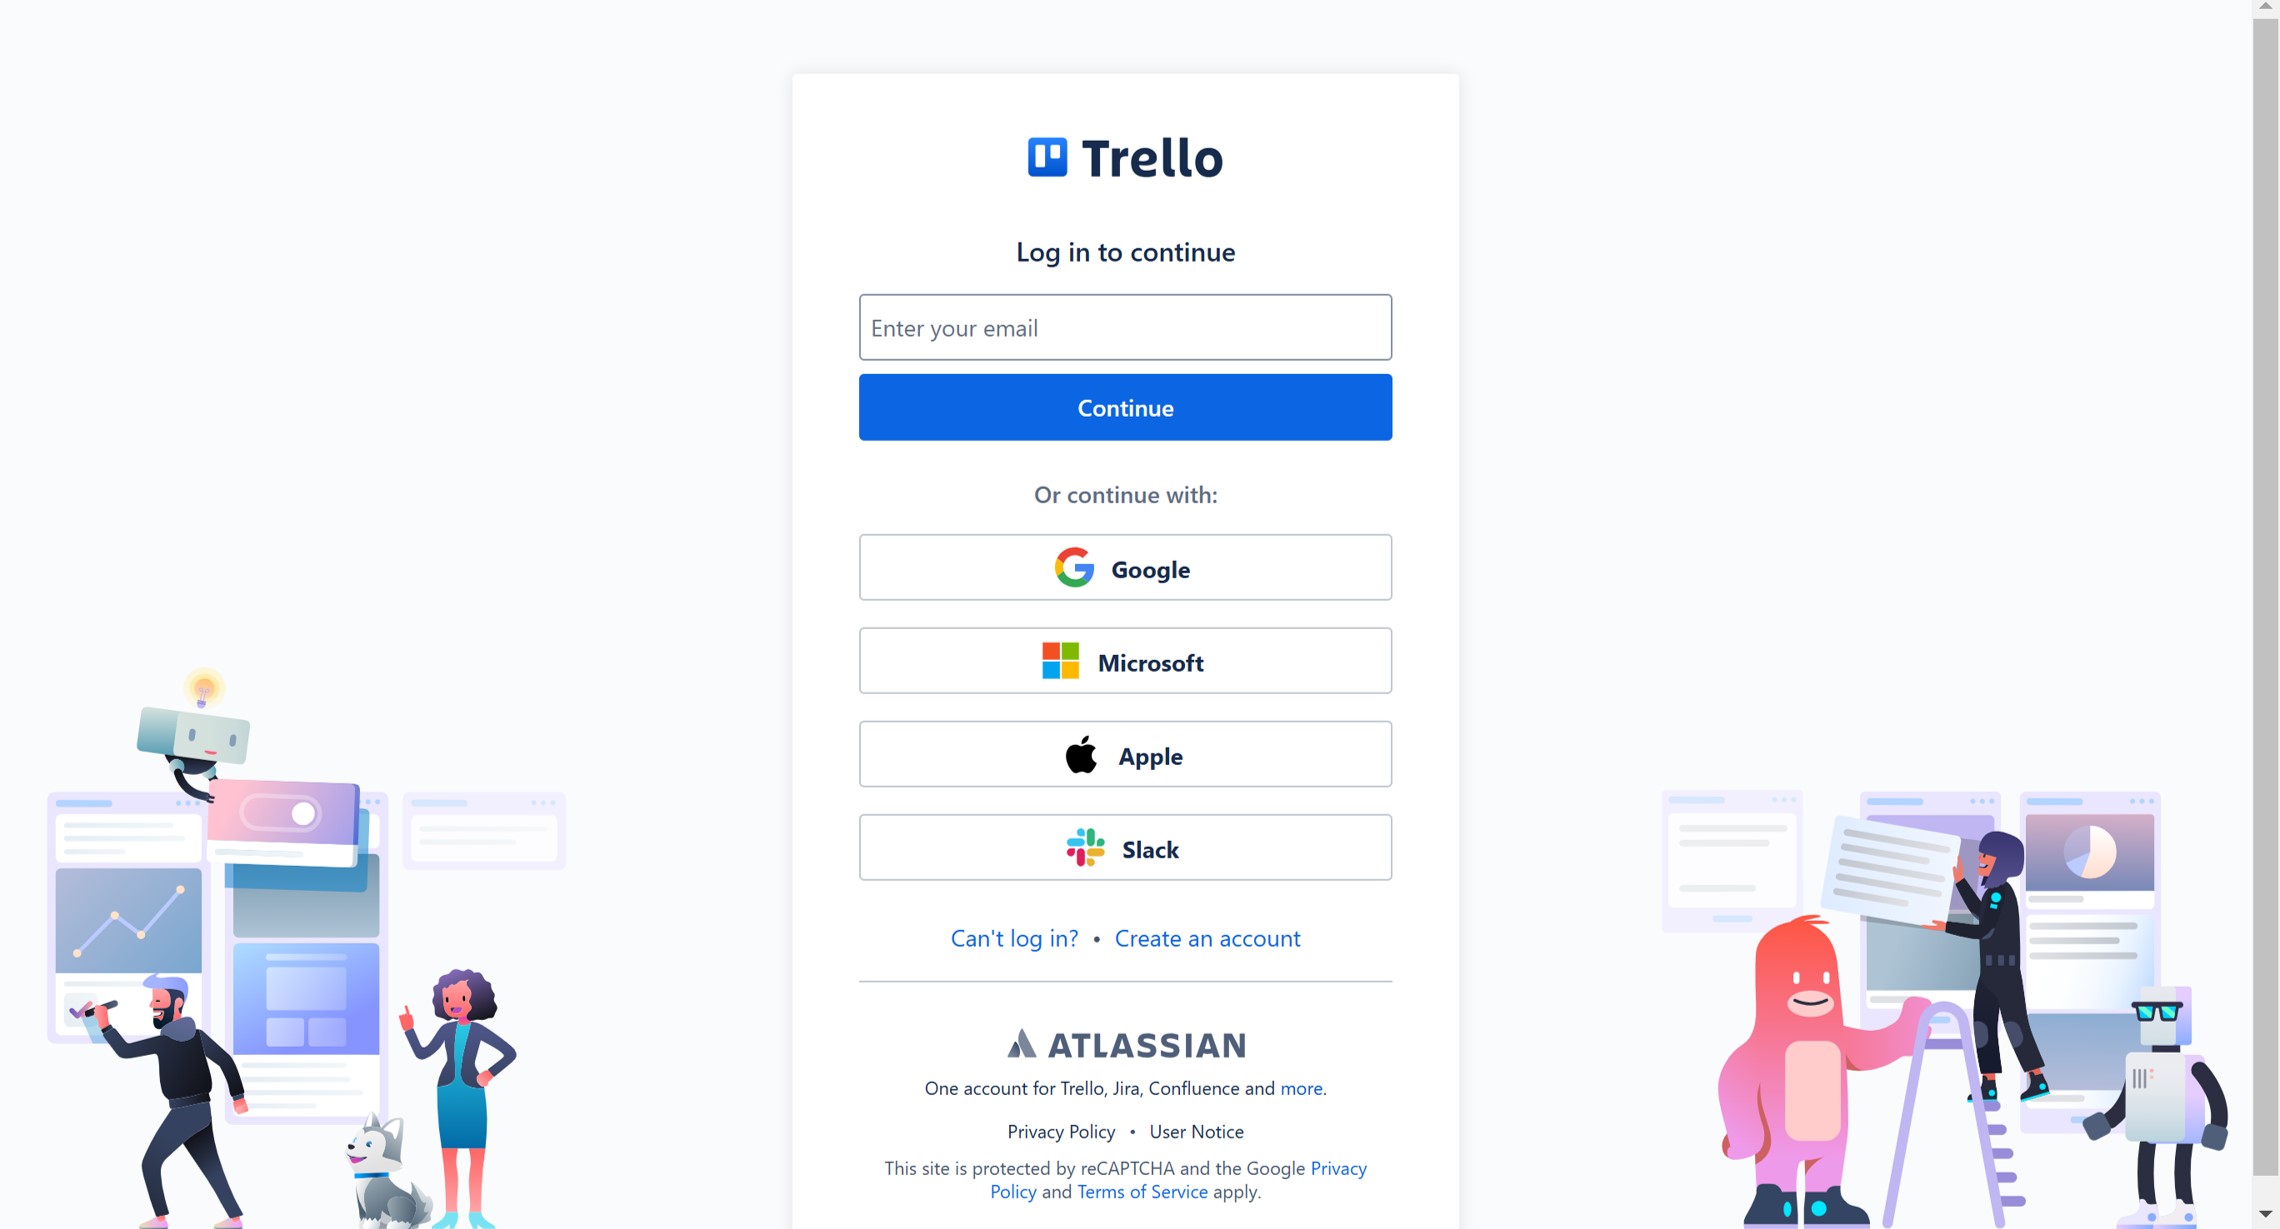 Trello
Log in to continue
Enter your email
Continue
Or continue with:
Google
Microsoft
Apple
Slack
Can't log in? • Create an account
ATLASSIAN
One account for Trello, Jira, Confluence and more.
Privacy Policy • User Notice
This site is protected by reCAPTCHA and the Google Privacy
Policy and Terms of Service apply.